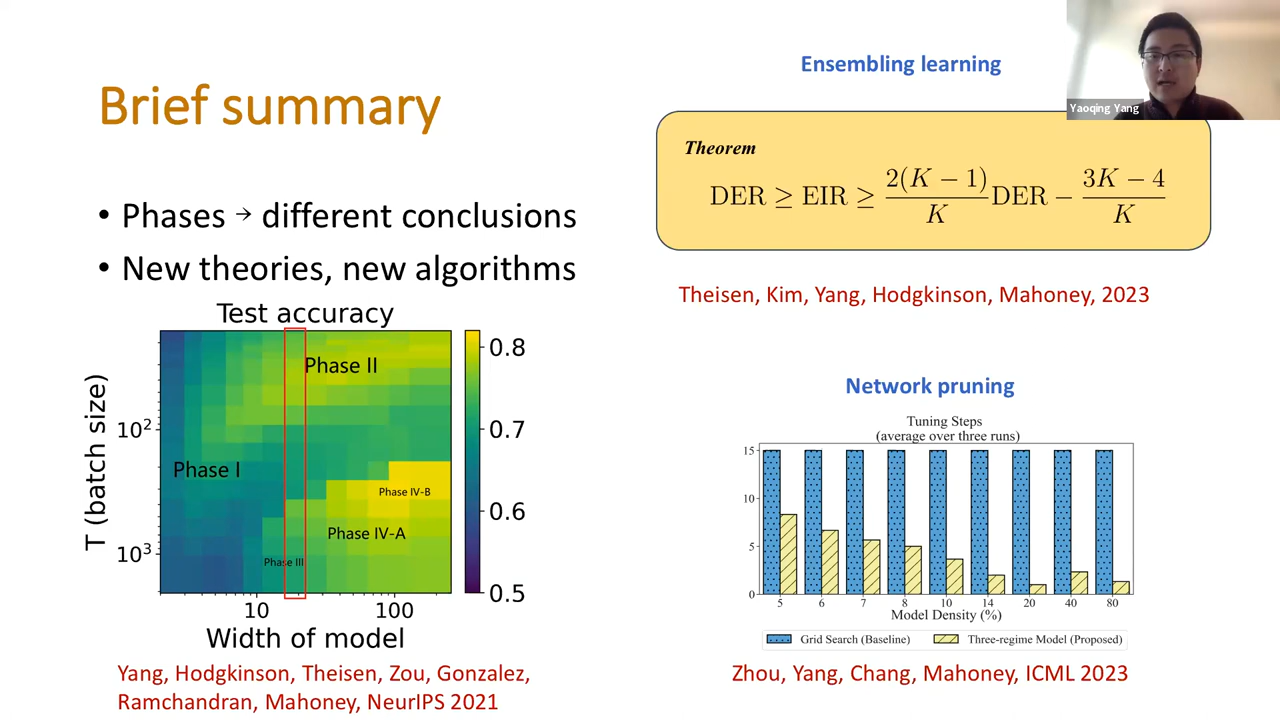 Brief summary
• Phases → different conclusions
• New theories, new algorithms
Test accuracy
Phase II
Phase I
Phase IV-B
Phase IV-A
Phase III
T (batch size)
10²
10³
10
100
Width of model
0.8
0.7
0.6
0.5
Yang, Hodgkinson, Theisen, Zou, Gonzalez,
Ramchandran, Mahoney, NeurIPS 2021
Ensembling learning
Yaoqing Yang
Theorem
DER ≥ EIR ≥ 2(K − 1)/K DER − 3K − 4/K
Theisen, Kim, Yang, Hodgkinson, Mahoney, 2023
Network pruning
Tuning Steps
(average over three runs)
15
10
5
0
5 6 7 8 10 14 20 40 80
Model Density (%)
Grid Search (Baseline) Three-regime Model (Proposed)
Zhou, Yang, Chang, Mahoney, ICML 2023